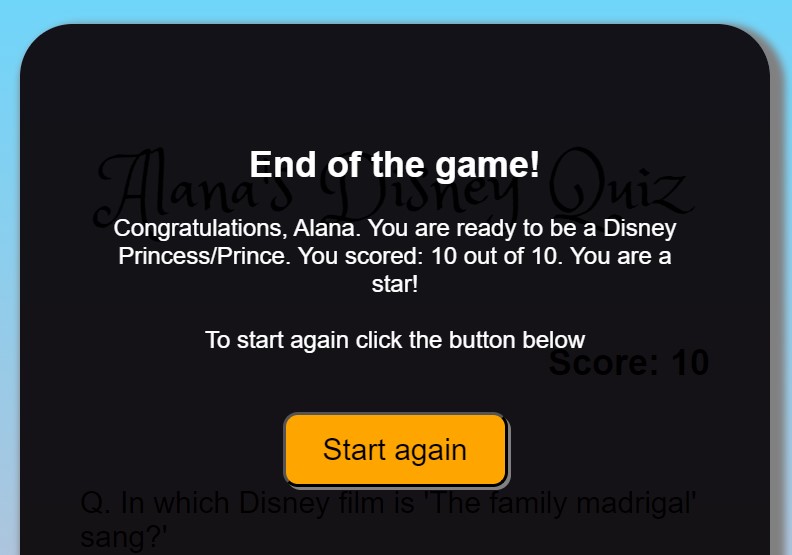 End of the game!
Alana's Disney Quiz
Congratulations, Alana. You are ready to be a Disney
Princess/Prince. You scored: 10 out of 10. You are a
star!
To start again click the button below
Score: 10
Start again
Q. In which Disney film is 'The family madrigal'
sang?'